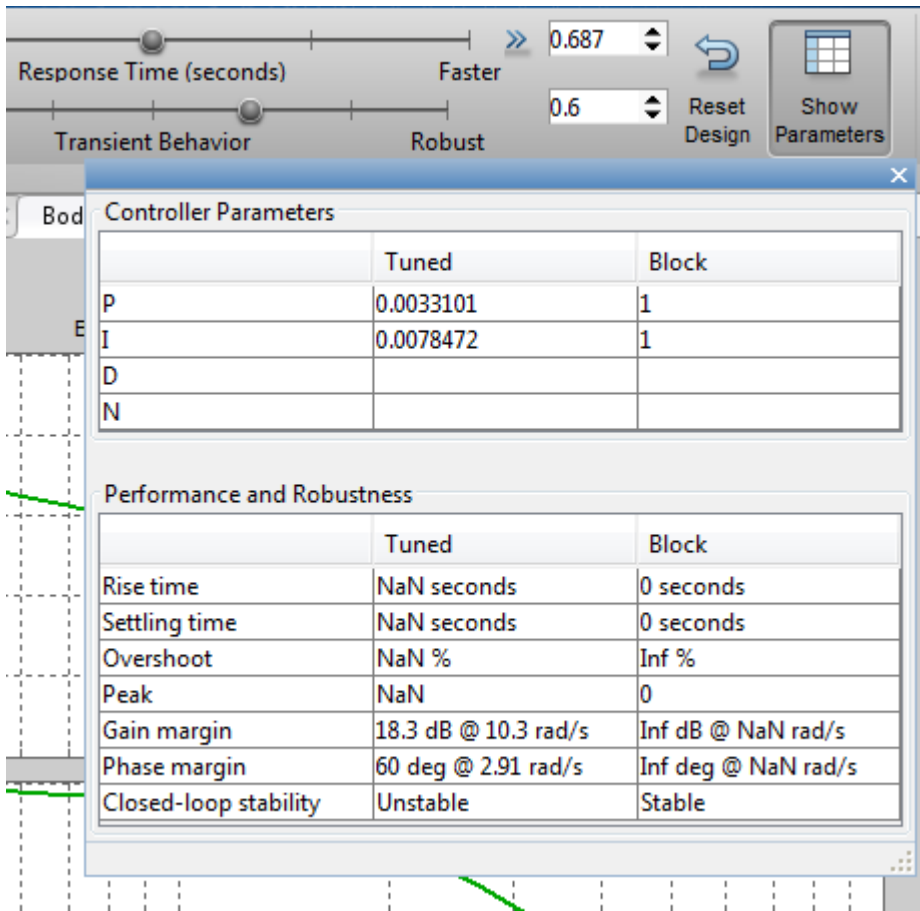 0.687
Response Time (seconds) Faster
0.6
Reset Design
Show Parameters
Transient Behavior Robust
Bod
Controller Parameters
Tuned Block
P 0.0033101 1
I 0.0078472 1
D
N
Performance and Robustness
Tuned Block
Rise time NaN seconds 0 seconds
Settling time NaN seconds 0 seconds
Overshoot NaN % Inf %
Peak NaN 0
Gain margin 18.3 dB @ 10.3 rad/s Inf dB @ NaN rad/s
Phase margin 60 deg @ 2.91 rad/s Inf deg @ NaN rad/s
Closed-loop stability Unstable Stable